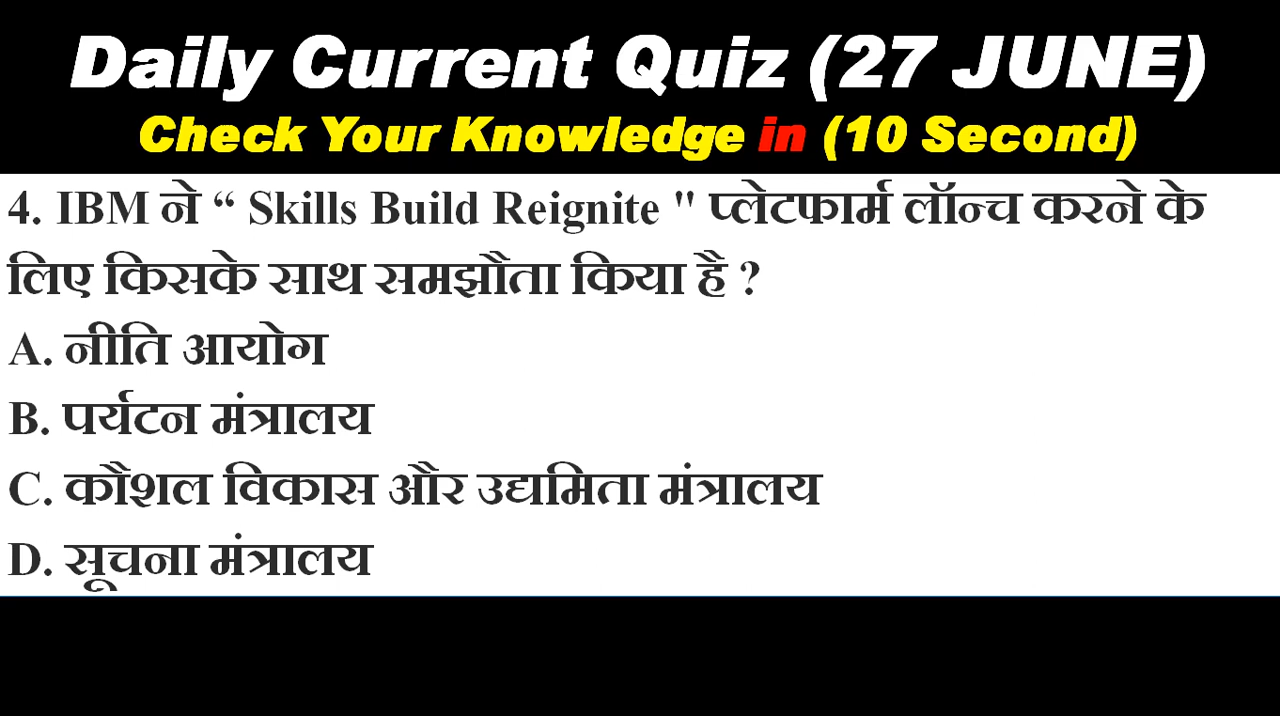 Daily Current Quiz (27 JUNE)
Check Your Knowledge in (10 Second)
4. IBM ने “ Skills Build Reignite " प्लेटफार्म लॉन्च करने के
लिए किसके साथ समझौता किया है ?
A. नीति आयोग
B. पर्यटन मंत्रालय
C. कौशल विकास और उद्यमिता मंत्रालय
D. सूचना मंत्रालय